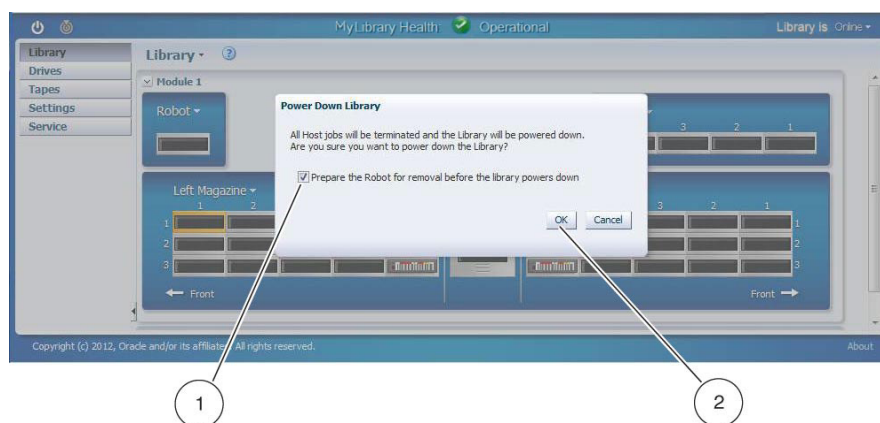 MyLibrary Health: Operational
Library is Online
Library
Drives
Tapes
Settings
Service
Library
?
Module 1
Robot
3 2 1
Power Down Library
All Host jobs will be terminated and the Library will be powered down.
Are you sure you want to power down the Library?
Prepare the Robot for removal before the library powers down
OK Cancel
Left Magazine
1 2
3 2 1
1 1
2 2
3 3
← Front
Front →
Copyright (c) 2012, Oracle and/or its affiliates. All rights reserved.
About
1
2